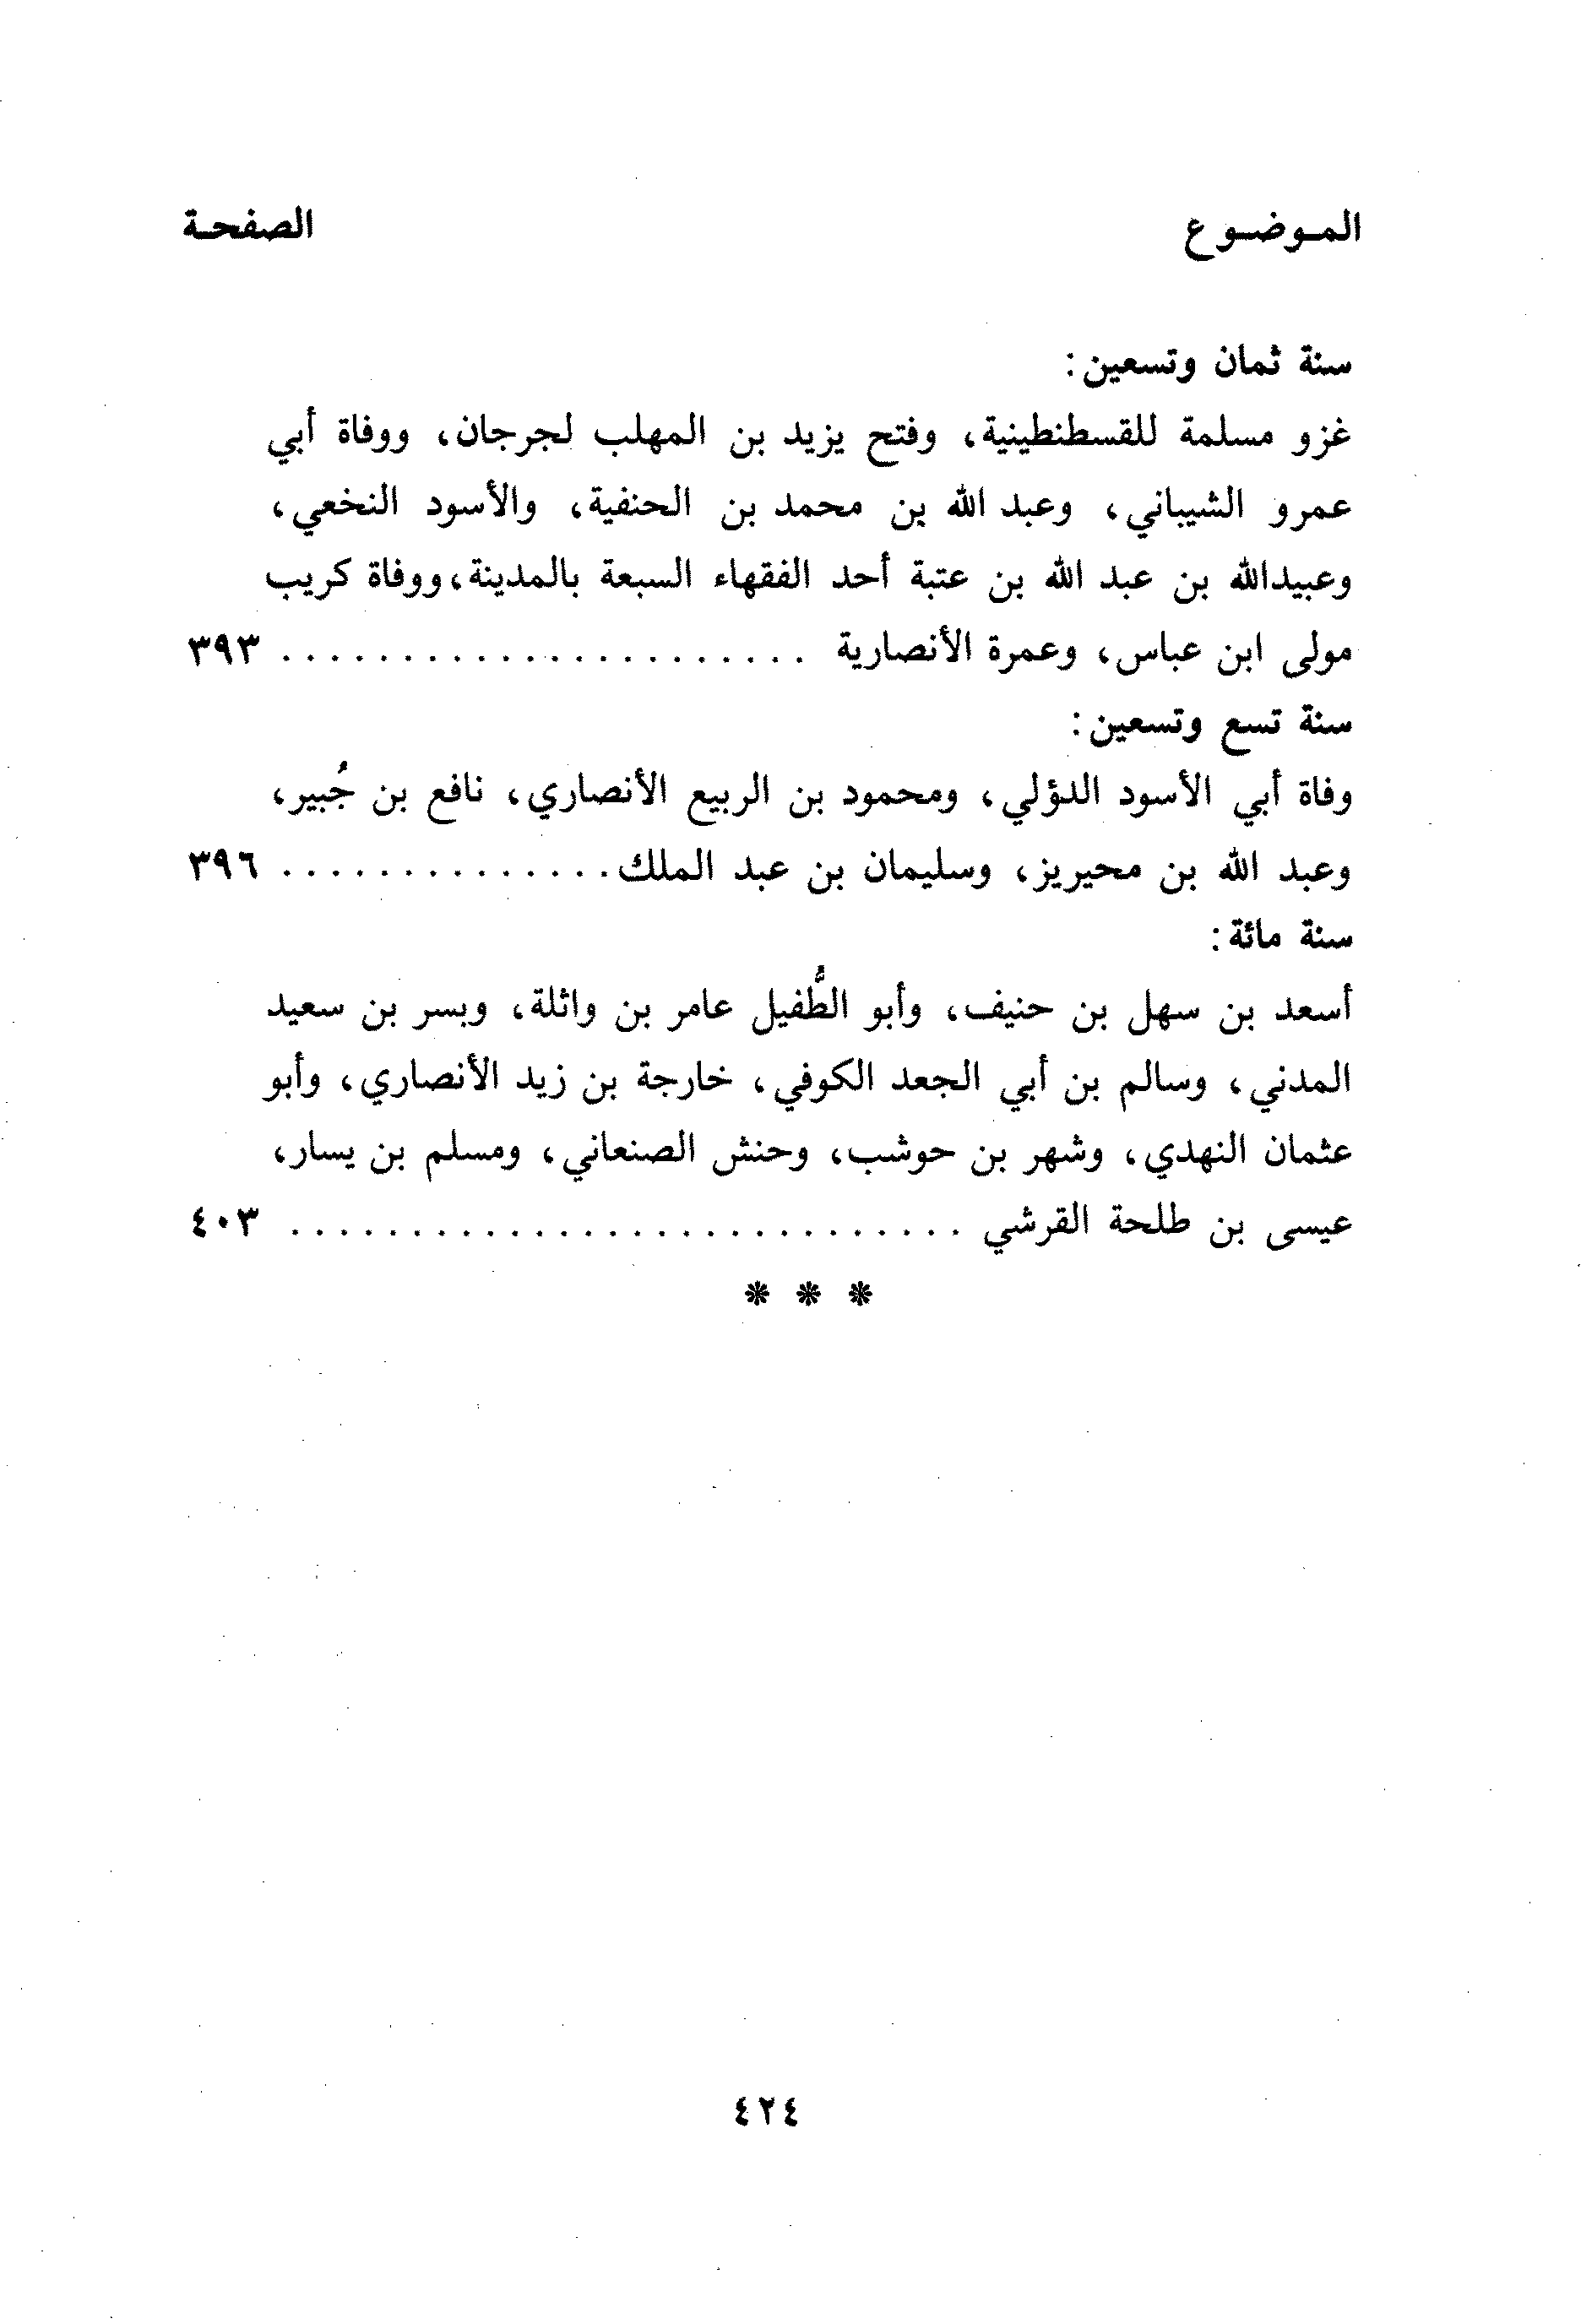 الموضوع الصفحة
سنة ثمان وتسعين:
غزو مسلمة للقسطنطينية، وفتح يزيد بن المهلب لجرجان، ووفاة أبي
عمرو الشيباني، وعبد الله بن محمد بن الحنفية، والأسود النخعي،
وعبيدالله بن عبد الله بن عتبة أحد الفقهاء السبعة بالمدينة، ووفاة كريب
مولى ابن عباس، وعمرة الأنصارية . . . . . . . . . . . . . . . . . . . . . . ٣٩٣
سنة تسع وتسعين:
وفاة أبي الأسود الدؤلي، ومحمود بن الربيع الأنصاري، نافع بن جُبير،
وعبد الله بن محيريز، وسليمان بن عبد الملك . . . . . . . . . . . . . . ٣٩٦
سنة مائة:
أسعد بن سهل بن حنيف، وأبو الطُّفيل عامر بن واثلة، وبسر بن سعيد
المدني، وسالم بن أبي الجعد الكوفي، خارجة بن زيد الأنصاري، وأبو
عثمان النهدي، وشهر بن حوشب، وحنش الصنعاني، ومسلم بن يسار،
عيسى بن طلحة القرشي . . . . . . . . . . . . . . . . . . . . . . . . . . . . ٤٠٣
* * *
٤٢٤